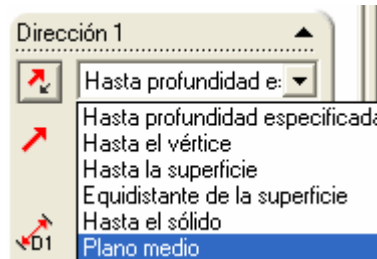 Dirección 1
Hasta profundidad e:
Hasta profundidad especificada
Hasta el vértice
Hasta la superficie
Equidistante de la superficie
Hasta el sólido
Plano medio
D1